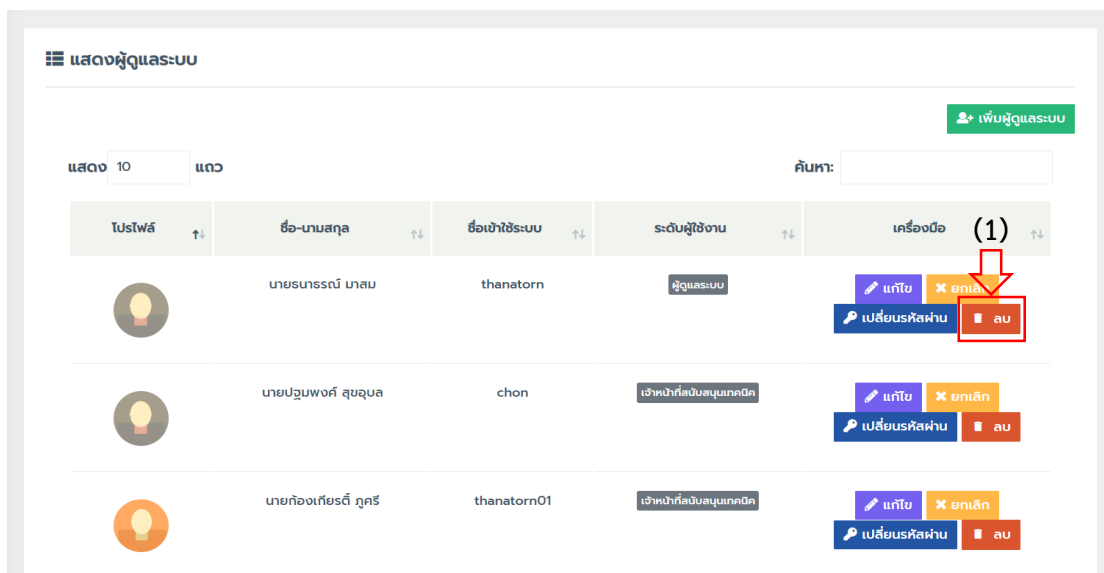 แสดงผู้ดูแลระบบ
เพิ่มผู้ดูแลระบบ
แสดง 10 แถว ค้นหา:
โปรไฟล์ ชื่อ-นามสกุล ชื่อเข้าใช้ระบบ ระดับผู้ใช้งาน เครื่องมือ (1)
นายธนาธรณ์ มาสม thanatorn ผู้ดูแลระบบ แก้ไข ยกเลิก
เปลี่ยนรหัสผ่าน ลบ
นายปฐมพงศ์ สุขอุบล chon เจ้าหน้าที่สนับสนุนเทคนิค แก้ไข ยกเลิก
เปลี่ยนรหัสผ่าน ลบ
นายก้องเกียรติ์ ภูศรี thanatorn01 เจ้าหน้าที่สนับสนุนเทคนิค แก้ไข ยกเลิก
เปลี่ยนรหัสผ่าน ลบ